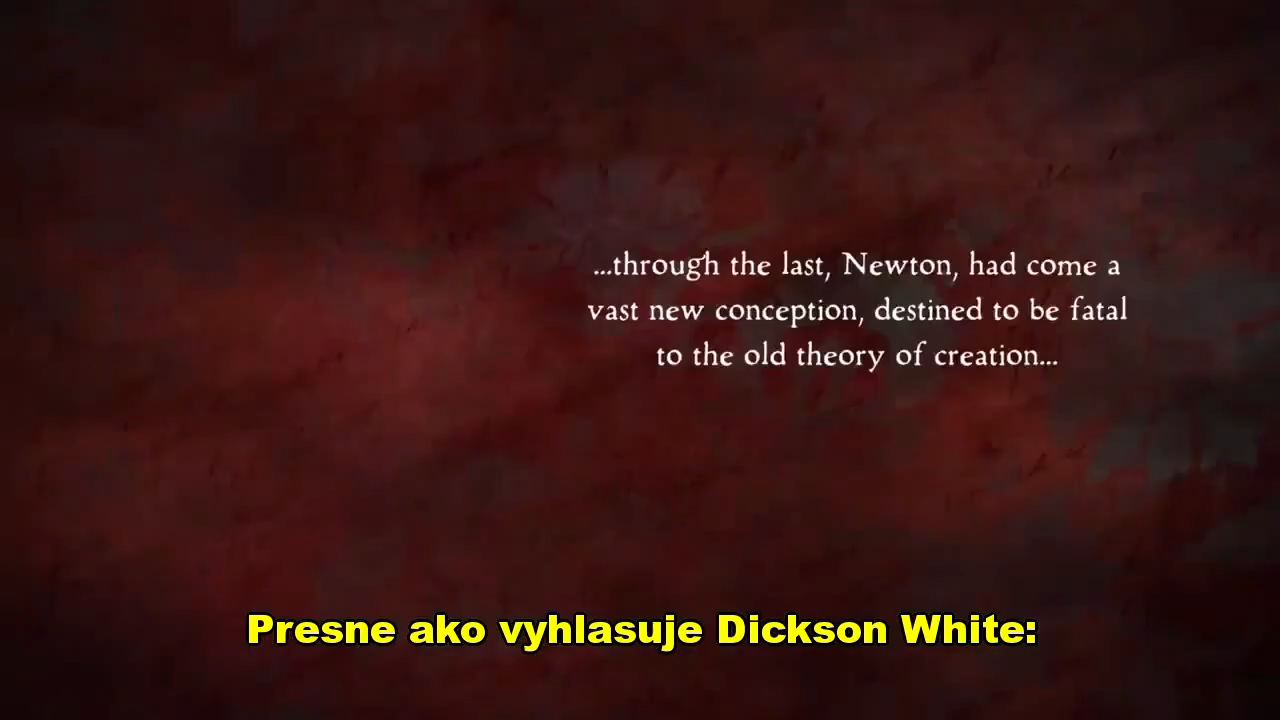 ...through the last, Newton, had come a
vast new conception, destined to be fatal
to the old theory of creation...
Presne ako vyhlasuje Dickson White: